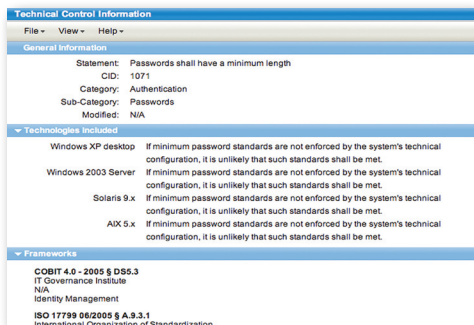 Technical Control Information
File View Help
General Information
Statement: Passwords shall have a minimum length
CID: 1071
Category: Authentication
Sub-Category: Passwords
Modified: N/A
Technologies Included
Windows XP desktop If minimum password standards are not enforced by the system's technical
configuration, it is unlikely that such standards shall be met.
Windows 2003 Server If minimum password standards are not enforced by the system's technical
configuration, it is unlikely that such standards shall be met.
Solaris 9.x If minimum password standards are not enforced by the system's technical
configuration, it is unlikely that such standards shall be met.
AIX 5.x If minimum password standards are not enforced by the system's technical
configuration, it is unlikely that such standards shall be met.
Frameworks
COBIT 4.0 - 2005 § DS5.3
IT Governance Institute
N/A
Identity Management
ISO 17799 06/2005 § A.9.3.1
International Organization of Standardization